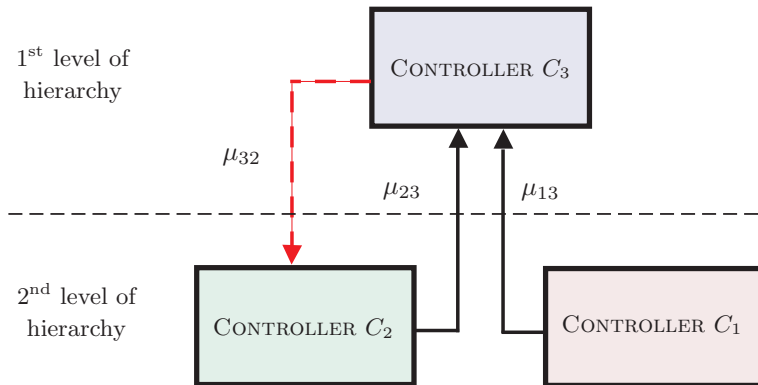 1st level of
hierarchy
CONTROLLER C3
μ32
μ23
μ13
2nd level of
hierarchy
CONTROLLER C2
CONTROLLER C1